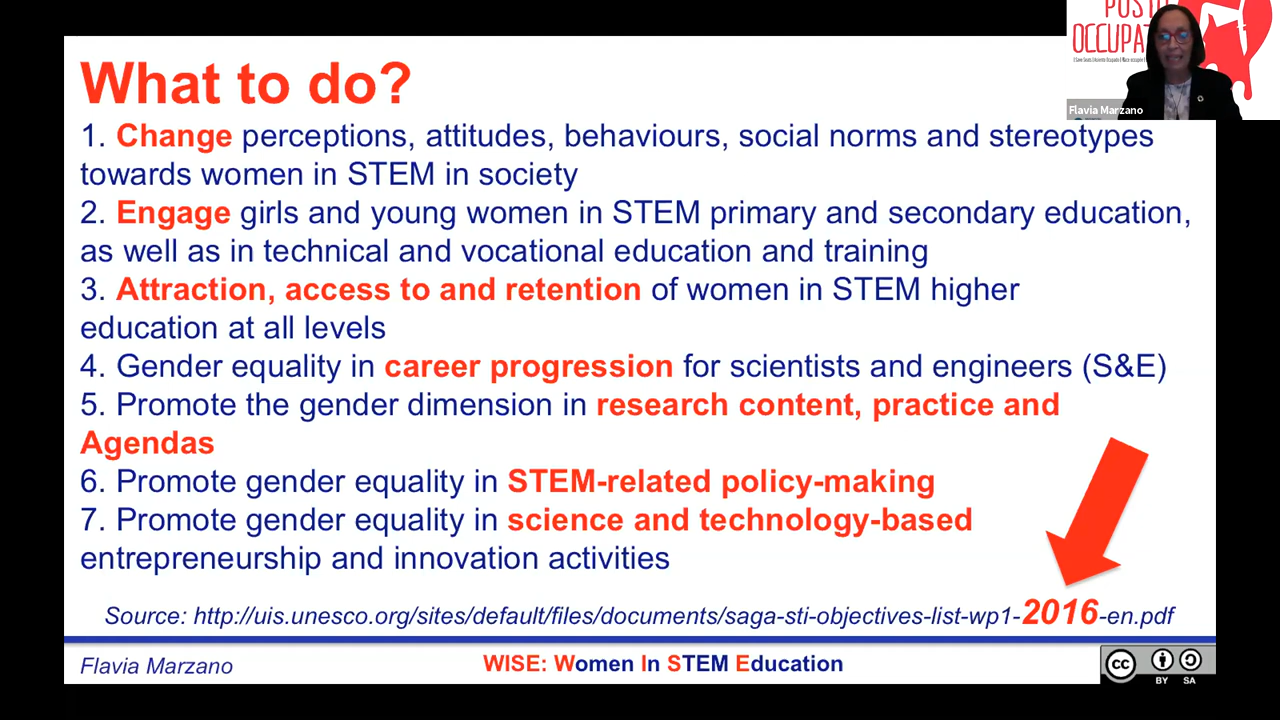 POSTO
OCCUPAT
Flavia Marzano
What to do?
1. Change perceptions, attitudes, behaviours, social norms and stereotypes
towards women in STEM in society
2. Engage girls and young women in STEM primary and secondary education,
as well as in technical and vocational education and training
3. Attraction, access to and retention of women in STEM higher
education at all levels
4. Gender equality in career progression for scientists and engineers (S&E)
5. Promote the gender dimension in research content, practice and
Agendas
6. Promote gender equality in STEM-related policy-making
7. Promote gender equality in science and technology-based
entrepreneurship and innovation activities
Source: http://uis.unesco.org/sites/default/files/documents/saga-sti-objectives-list-wp1-2016-en.pdf
Flavia Marzano
WISE: Women In STEM Education
cc
BY SA